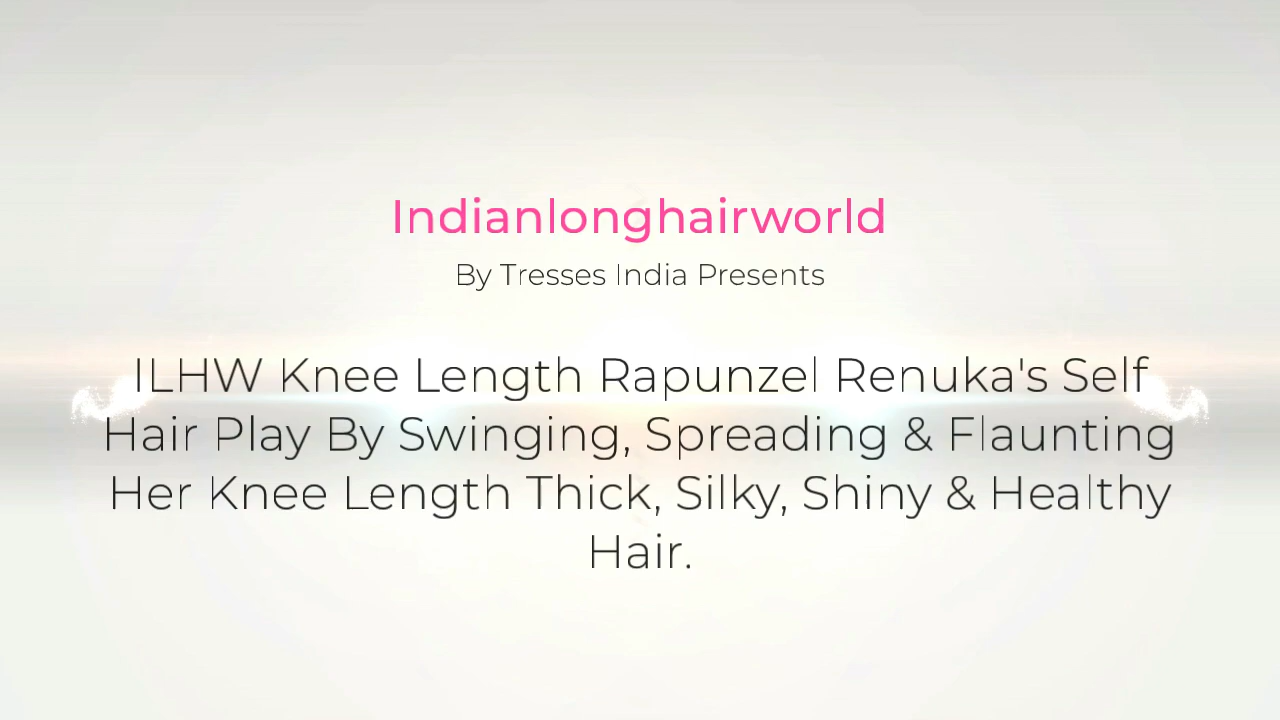 Indianlonghairworld
By Tresses India Presents
ILHW Knee Length Rapunzel Renuka's Self
Hair Play By Swinging, Spreading & Flaunting
Her Knee Length Thick, Silky, Shiny & Healthy
Hair.